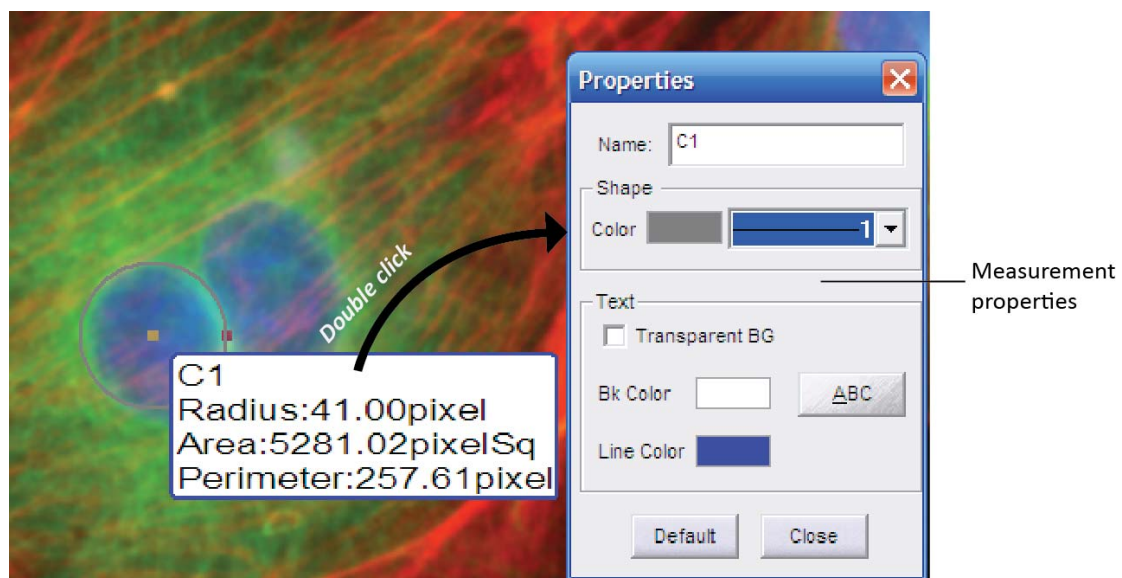 Properties
Name: C1
Shape
Color 1
Double click
Measurement
properties
Text
Transparent BG
C1
Radius:41.00pixel
Area:5281.02pixelSq
Perimeter:257.61pixel
Bk Color ABC
Line Color
Default Close